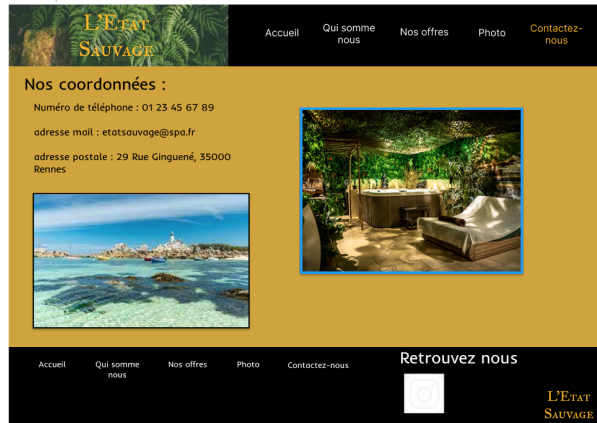 L'Etat
Sauvage
Accueil
Qui somme
nous
Nos offres
Photo
Contactez-
nous
Nos coordonnées :
Numéro de téléphone : 01 23 45 67 89
adresse mail : etatsauvage@spa.fr
adresse postale : 29 Rue Ginguené, 35000
Rennes
Accueil
Qui somme
nous
Nos offres
Photo
Contactez-nous
Retrouvez nous
L'Etat
Sauvage